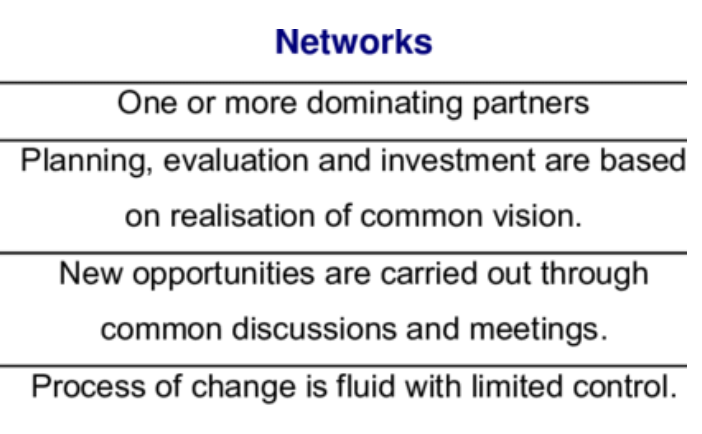 Networks
One or more dominating partners
Planning, evaluation and investment are based
on realisation of common vision.
New opportunities are carried out through
common discussions and meetings.
Process of change is fluid with limited control.